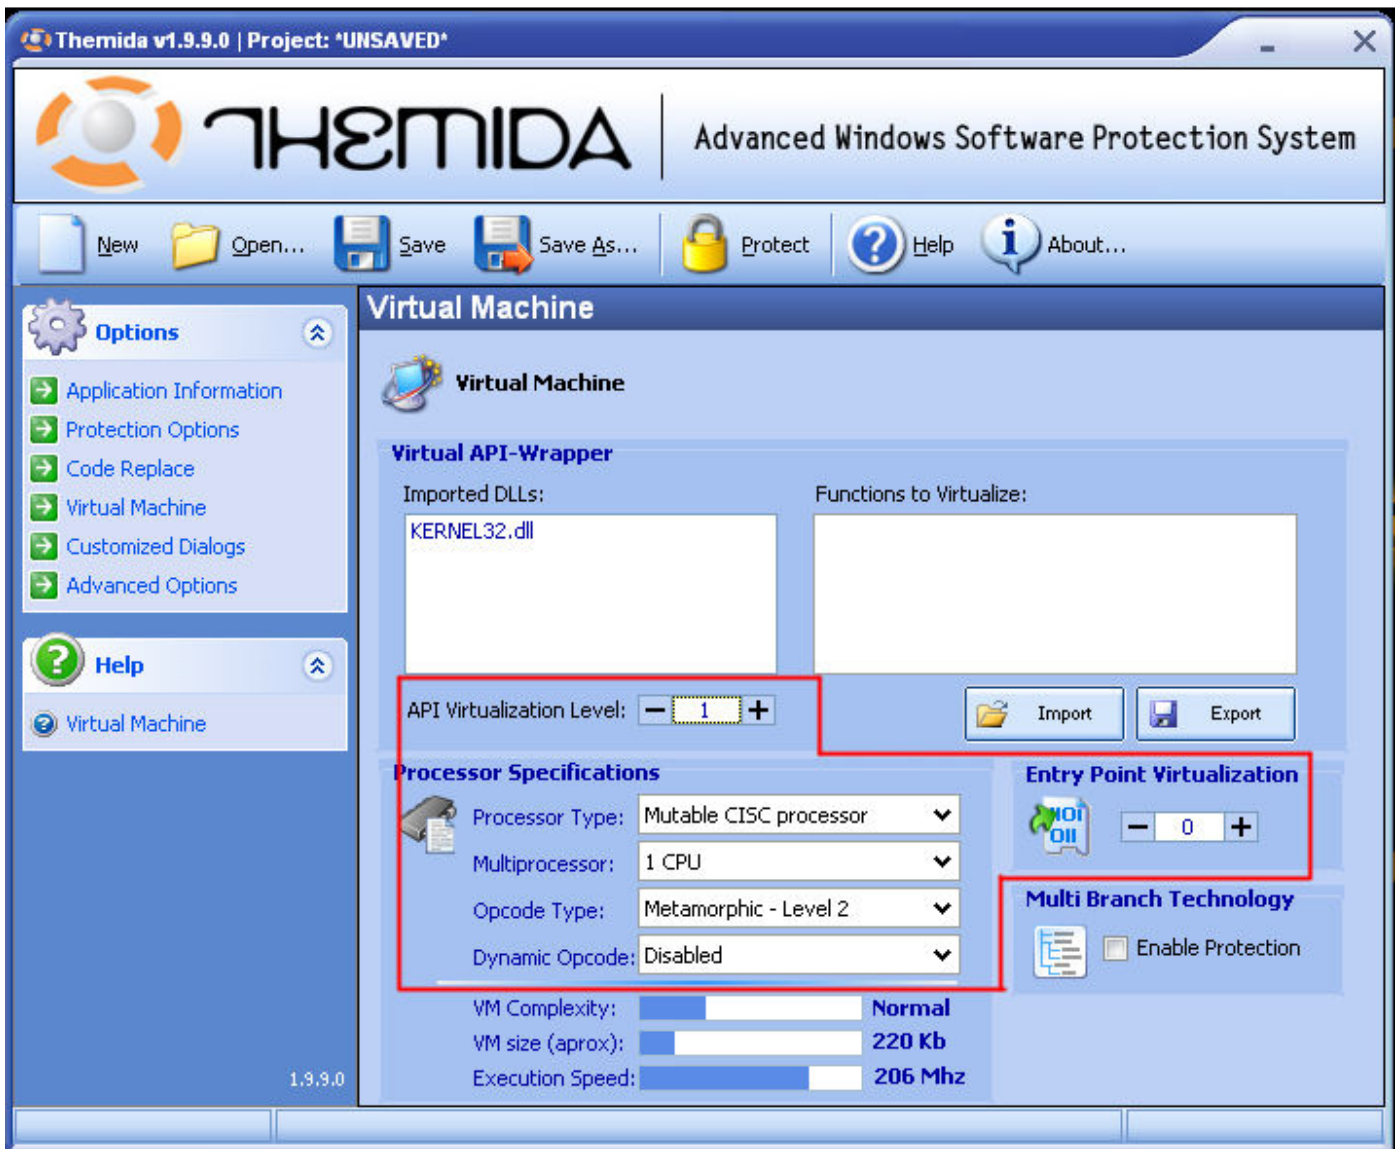 Themida v1.9.9.0 | Project: *UNSAVED*
THEMIDA
Advanced Windows Software Protection System
New Open... Save Save As... Protect Help About...
Options
Application Information
Protection Options
Code Replace
Virtual Machine
Customized Dialogs
Advanced Options
Help
Virtual Machine
1.9.9.0
Virtual Machine
Virtual Machine
Virtual API-Wrapper
Imported DLLs: Functions to Virtualize:
KERNEL32.dll
API Virtualization Level: 1
Import Export
Processor Specifications
Processor Type: Mutable CISC processor
Multiprocessor: 1 CPU
Opcode Type: Metamorphic - Level 2
Dynamic Opcode: Disabled
VM Complexity: Normal
VM size (aprox): 220 Kb
Execution Speed: 206 Mhz
Entry Point Virtualization
0
Multi Branch Technology
Enable Protection